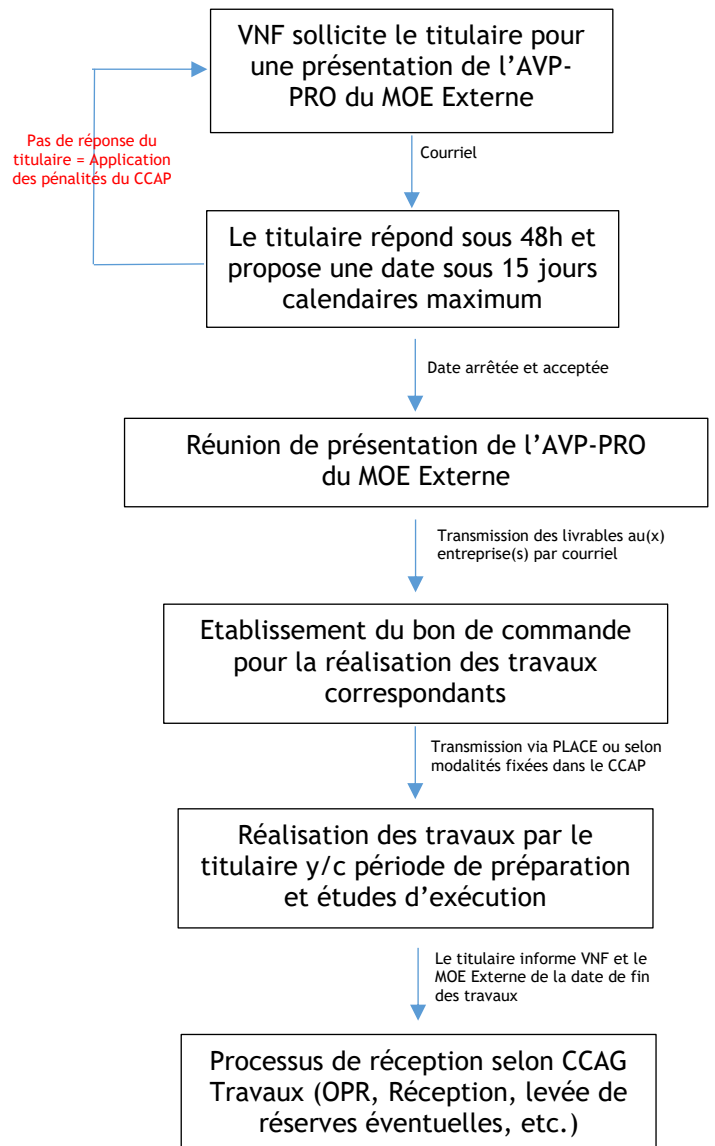 VNF sollicite le titulaire pour
une présentation de l'AVP-
PRO du MOE Externe
Pas de réponse du
titulaire = Application
des pénalités du CCAP
Courriel
Le titulaire répond sous 48h et
propose une date sous 15 jours
calendaires maximum
Date arrêtée et acceptée
Réunion de présentation de l'AVP-PRO
du MOE Externe
Transmission des livrables au(x)
entreprise(s) par courriel
Etablissement du bon de commande
pour la réalisation des travaux
correspondants
Transmission via PLACE ou selon
modalités fixées dans le CCAP
Réalisation des travaux par le
titulaire y/c période de préparation
et études d'exécution
Le titulaire informe VNF et le
MOE Externe de la date de fin
des travaux
Processus de réception selon CCAG
Travaux (OPR, Réception, levée de
réserves éventuelles, etc.)